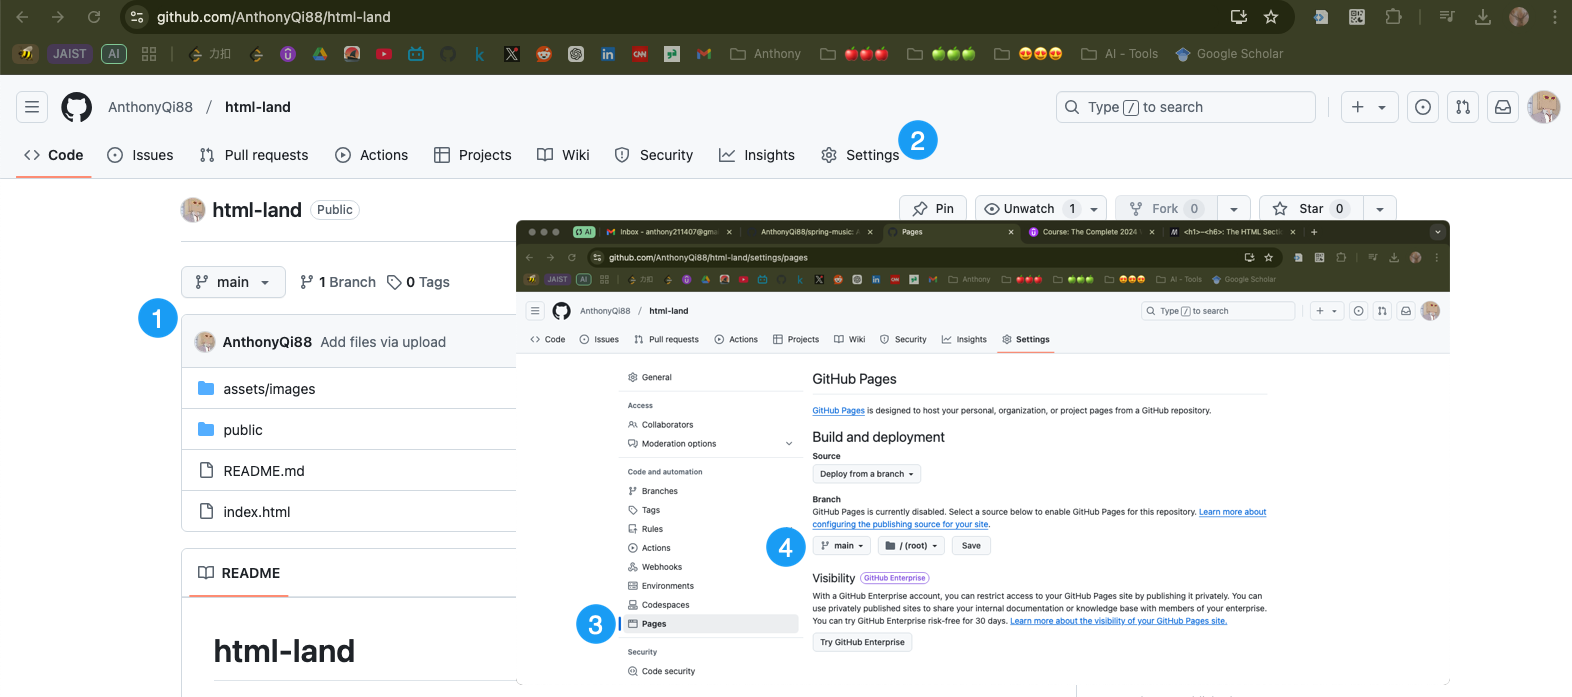 github.com/AnthonyQi88/html-land
JAIST AI 力扣 Anthony AI - Tools Google Scholar
AnthonyQi88 / html-land
Type / to search
Code Issues Pull requests Actions Projects Wiki Security Insights Settings 2
html-land Public
Pin Unwatch 1 Fork 0 Star 0
main 1 Branch 0 Tags
1
AnthonyQi88 Add files via upload
assets/images
public
README.md
index.html
README
html-land
AI Inbox - anthony211407@gma AnthonyQi88/spring-music: A Pages Course: The Complete 2024 <h1>–<h6>: The HTML Secti
github.com/AnthonyQi88/html-land/settings/pages
JAIST AI 力扣 Anthony AI - Tools Google Scholar
AnthonyQi88 / html-land
Type / to search
Code Issues Pull requests Actions Projects Wiki Security Insights Settings
General
Access
Collaborators
Moderation options
Code and automation
Branches
Tags
Rules
Actions
Webhooks
Environments
Codespaces
3 Pages
Security
Code security
GitHub Pages
GitHub Pages is designed to host your personal, organization, or project pages from a GitHub repository.
Build and deployment
Source
Deploy from a branch
Branch
GitHub Pages is currently disabled. Select a source below to enable GitHub Pages for this repository. Learn more about
configuring the publishing source for your site.
4 main / (root) Save
Visibility GitHub Enterprise
With a GitHub Enterprise account, you can restrict access to your GitHub Pages site by publishing it privately. You can
use privately published sites to share your internal documentation or knowledge base with members of your enterprise.
You can try GitHub Enterprise risk-free for 30 days. Learn more about the visibility of your GitHub Pages site.
Try GitHub Enterprise